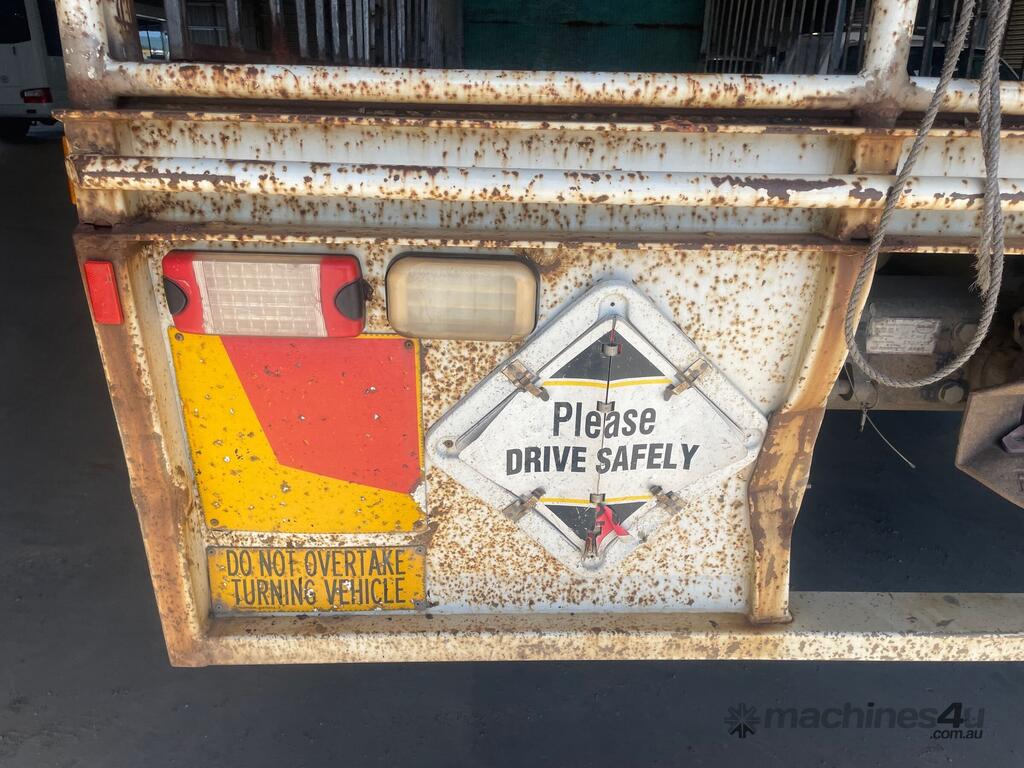 Please
DRIVE SAFELY
DO NOT OVERTAKE
TURNING VEHICLE
machines4u
.com.au